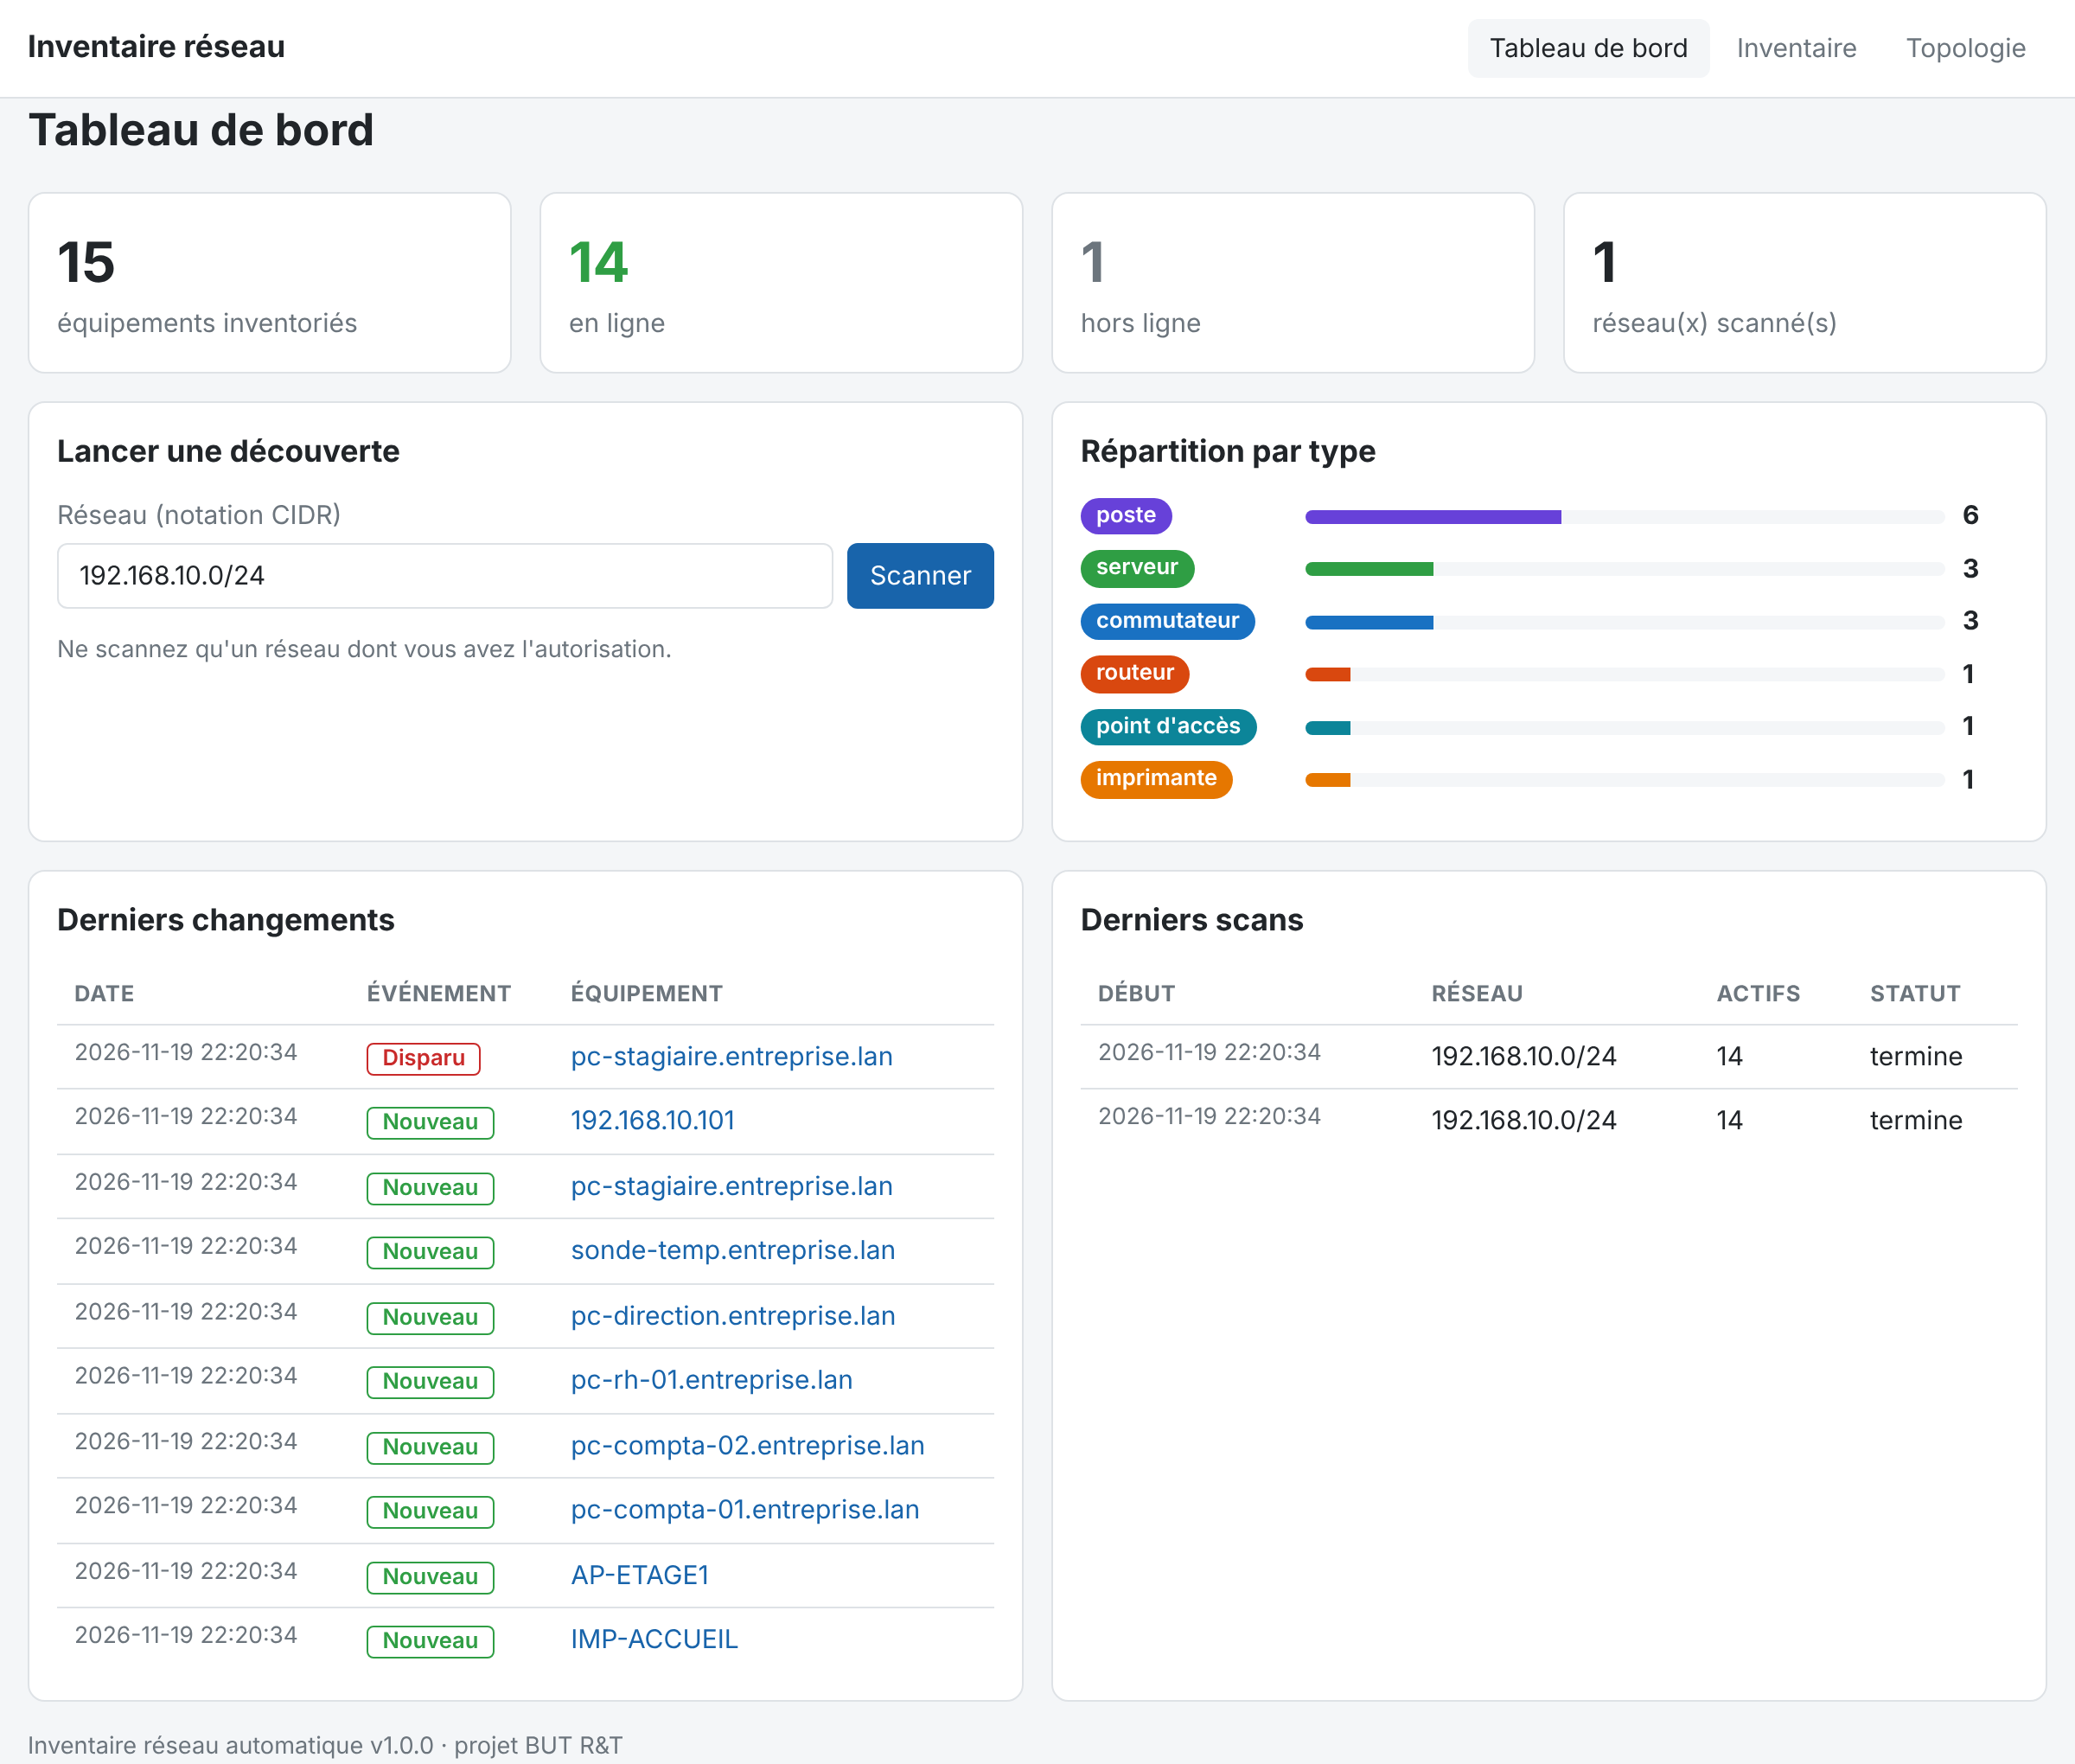 Inventaire réseau
Tableau de bord Inventaire Topologie
Tableau de bord
15
équipements inventoriés
14
en ligne
1
hors ligne
1
réseau(x) scanné(s)
Lancer une découverte
Réseau (notation CIDR)
192.168.10.0/24 Scanner
Ne scannez qu'un réseau dont vous avez l'autorisation.
Répartition par type
poste 6
serveur 3
commutateur 3
routeur 1
point d'accès 1
imprimante 1
Derniers changements
DATE ÉVÉNEMENT ÉQUIPEMENT
2026-11-19 22:20:34 Disparu pc-stagiaire.entreprise.lan
2026-11-19 22:20:34 Nouveau 192.168.10.101
2026-11-19 22:20:34 Nouveau pc-stagiaire.entreprise.lan
2026-11-19 22:20:34 Nouveau sonde-temp.entreprise.lan
2026-11-19 22:20:34 Nouveau pc-direction.entreprise.lan
2026-11-19 22:20:34 Nouveau pc-rh-01.entreprise.lan
2026-11-19 22:20:34 Nouveau pc-compta-02.entreprise.lan
2026-11-19 22:20:34 Nouveau pc-compta-01.entreprise.lan
2026-11-19 22:20:34 Nouveau AP-ETAGE1
2026-11-19 22:20:34 Nouveau IMP-ACCUEIL
Derniers scans
DÉBUT RÉSEAU ACTIFS STATUT
2026-11-19 22:20:34 192.168.10.0/24 14 termine
2026-11-19 22:20:34 192.168.10.0/24 14 termine
Inventaire réseau automatique v1.0.0 · projet BUT R&T